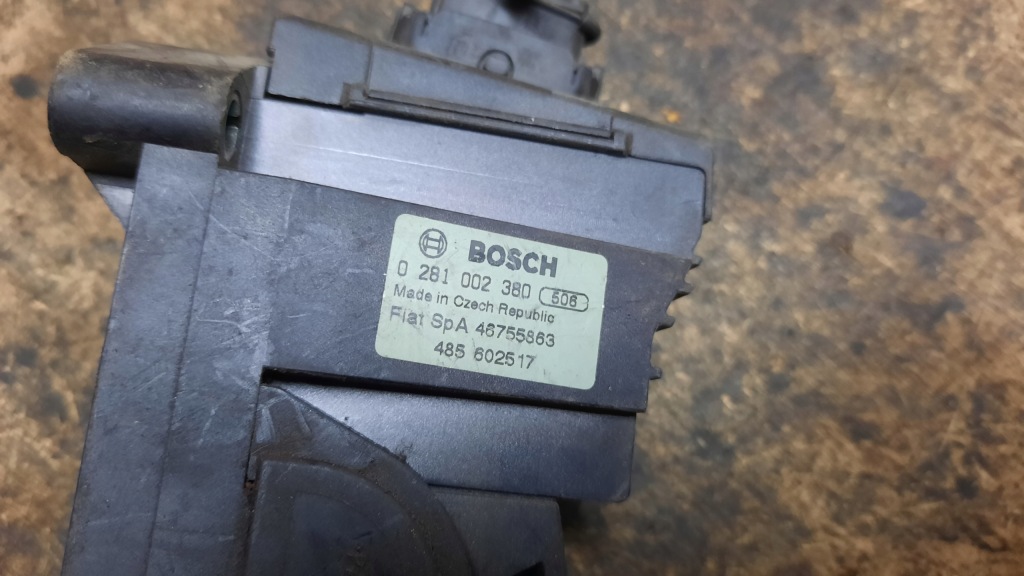 BOSCH
0 281 002 380 506
Made in Czech Republic
Fiat SpA 46755863
485 602517